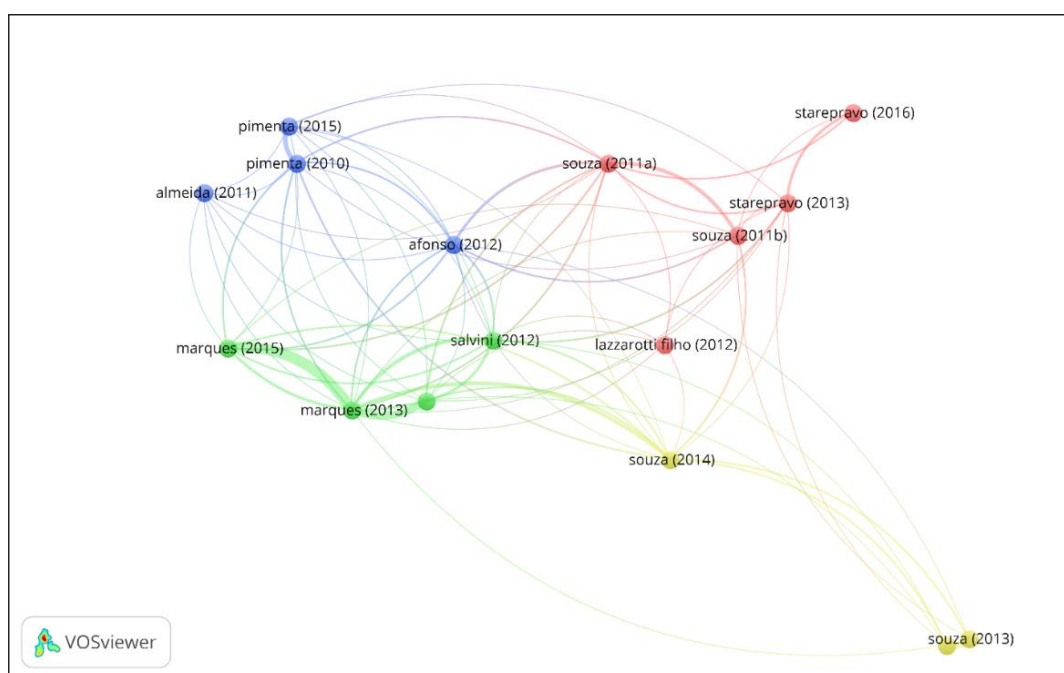 starepravo (2016)
pimenta (2015)
pimenta (2010)
souza (2011a)
almeida (2011)
starepravo (2013)
souza (2011b)
afonso (2012)
salvini (2012)
lazzarotti filho (2012)
marques (2015)
marques (2013)
souza (2014)
souza (2013)
VOSviewer